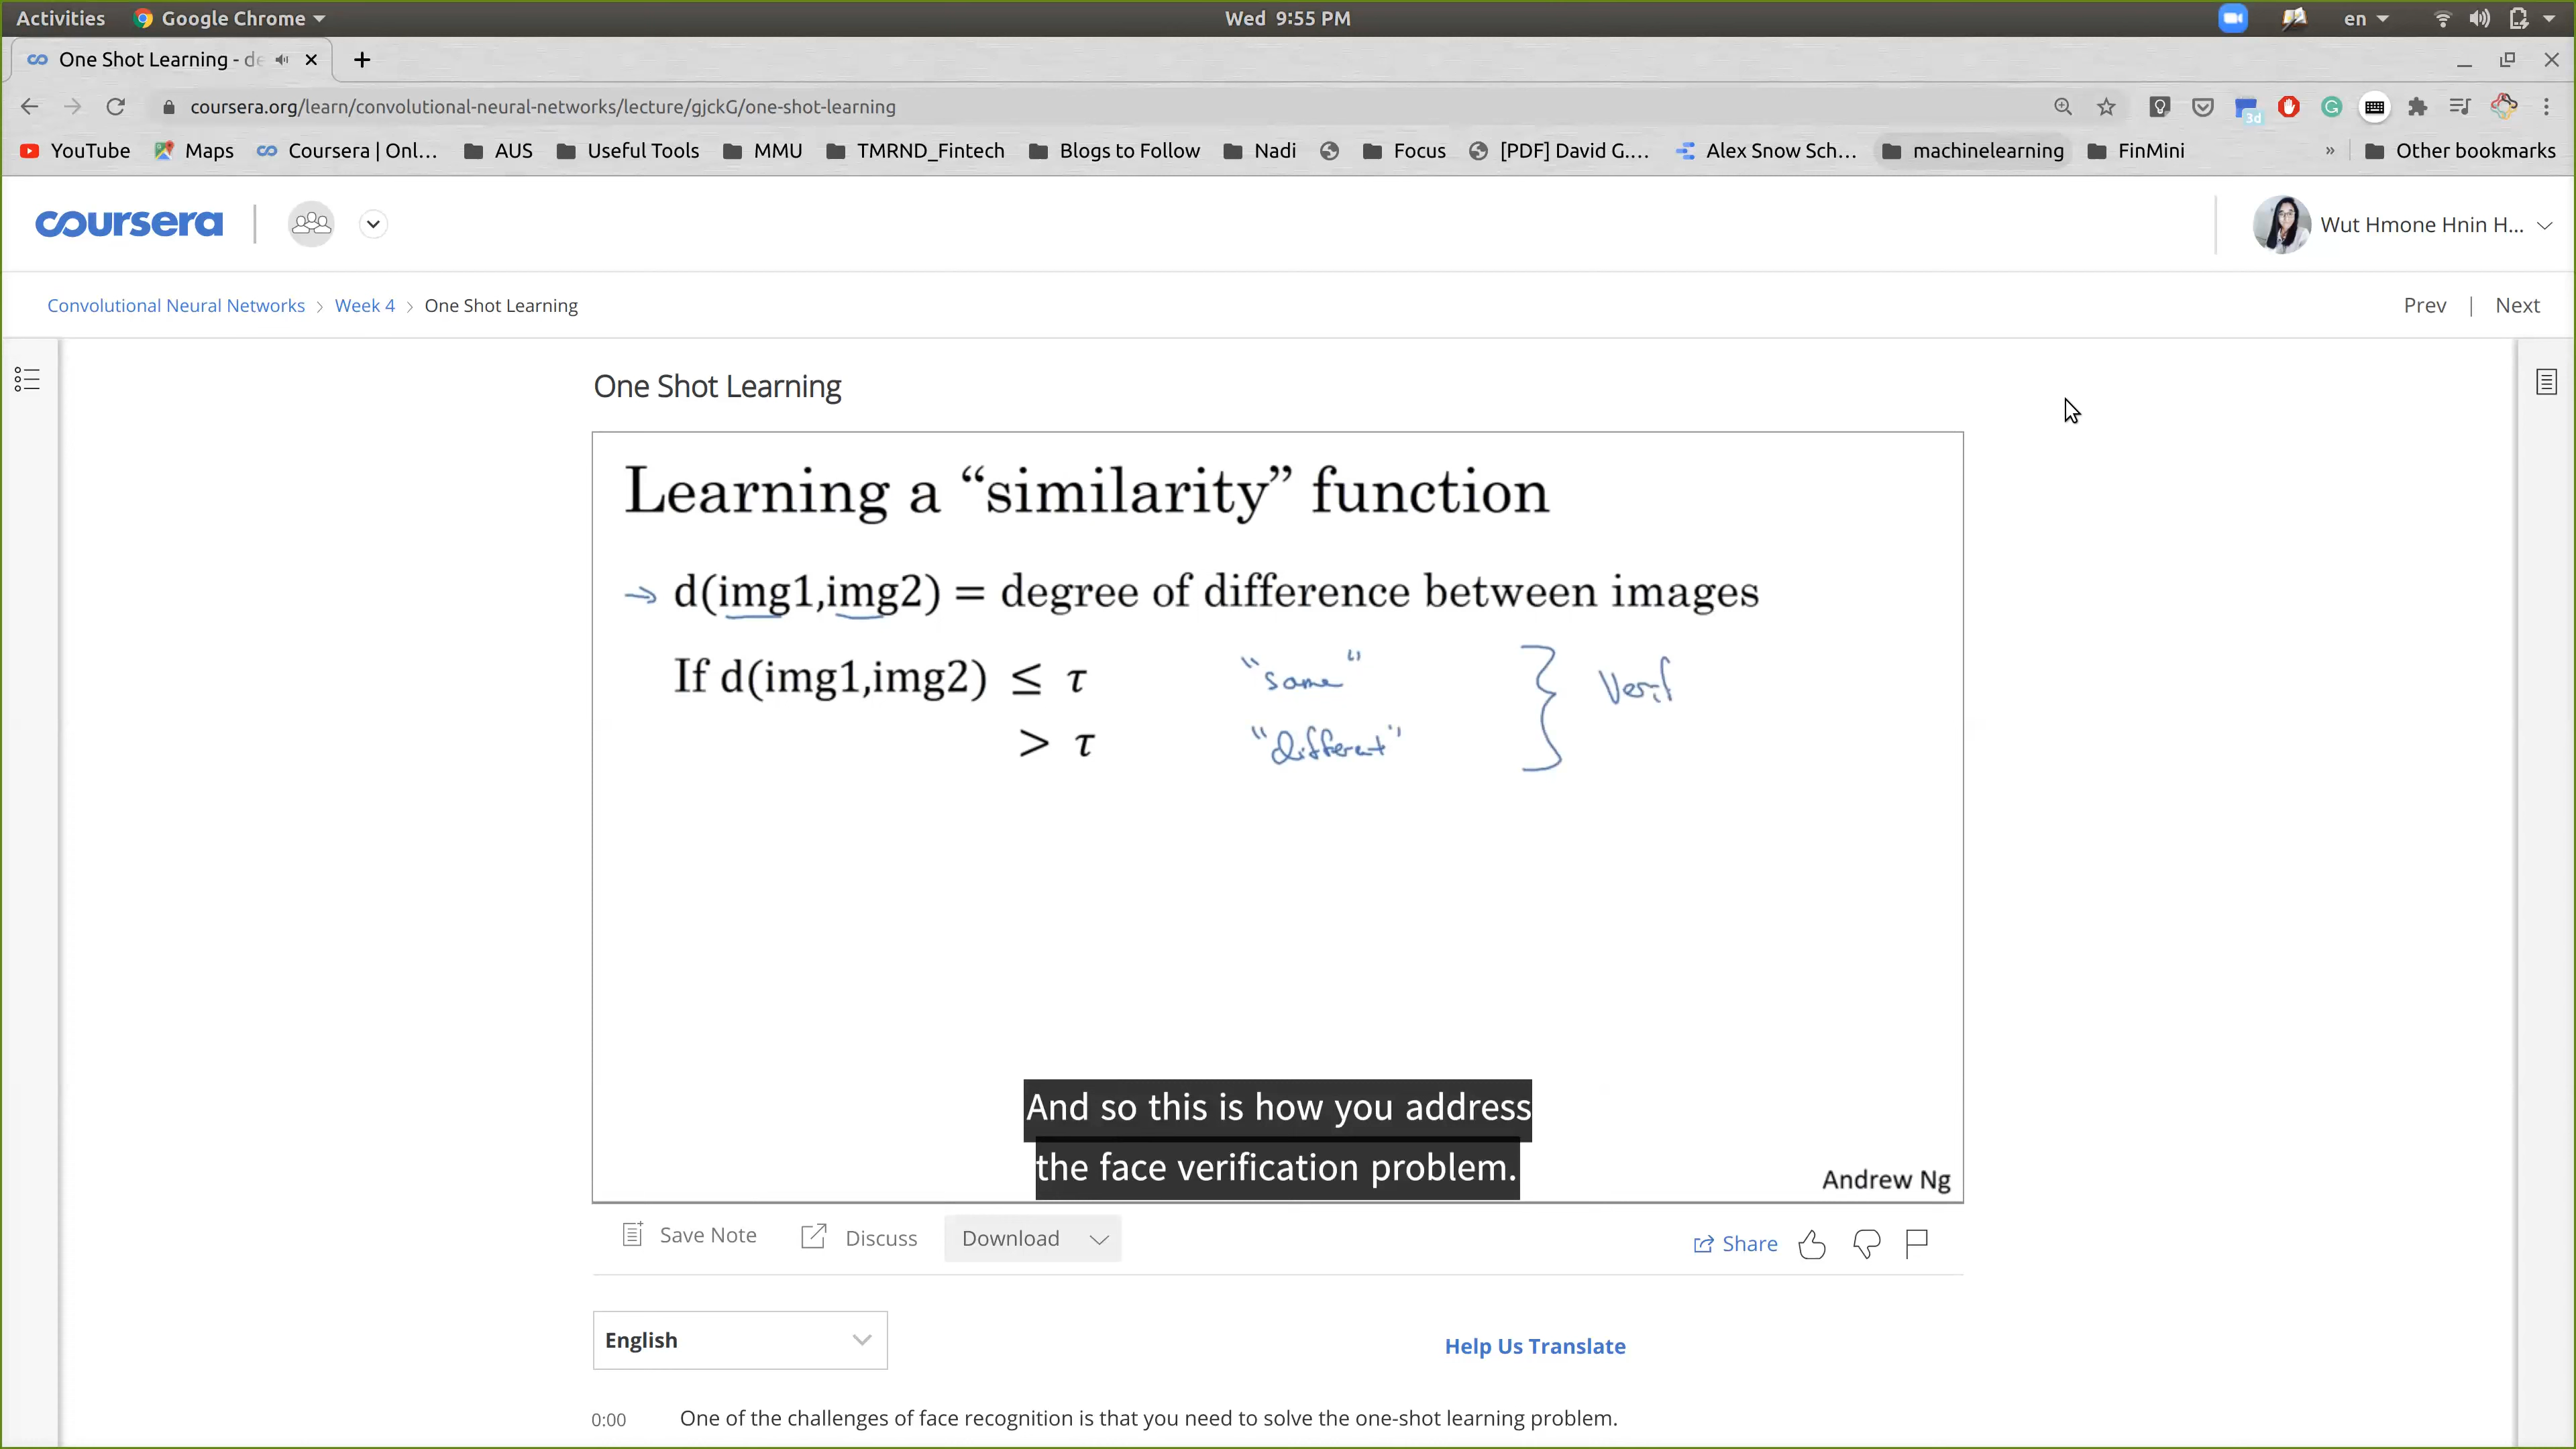 Activities Google Chrome Wed 9:55 PM en
One Shot Learning - de
coursera.org/learn/convolutional-neural-networks/lecture/gjckG/one-shot-learning 3d
YouTube Maps Coursera | Onl... AUS Useful Tools MMU TMRND_Fintech Blogs to Follow Nadi Focus [PDF] David G.... Alex Snow Sch... machinelearning FinMini » Other bookmarks
coursera Wut Hmone Hnin H...
Convolutional Neural Networks > Week 4 > One Shot Learning Prev | Next
One Shot Learning
Learning a “similarity” function
→ d(img1,img2) = degree of difference between images
If d(img1,img2) ≤ τ "same" } Verif
> τ "different"
And so this is how you address
the face verification problem.
Andrew Ng
Save Note Discuss Download Share
English Help Us Translate
0:00 One of the challenges of face recognition is that you need to solve the one-shot learning problem.